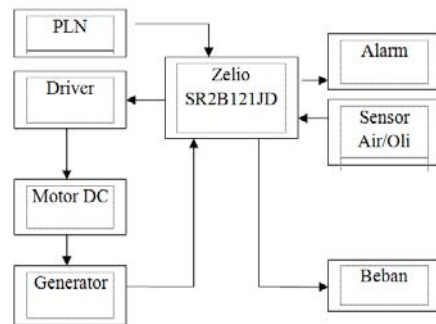 PLN
Zelio
SR2B121JD
Alarm
Driver
Sensor
Air/Oli
Motor DC
Generator
Beban